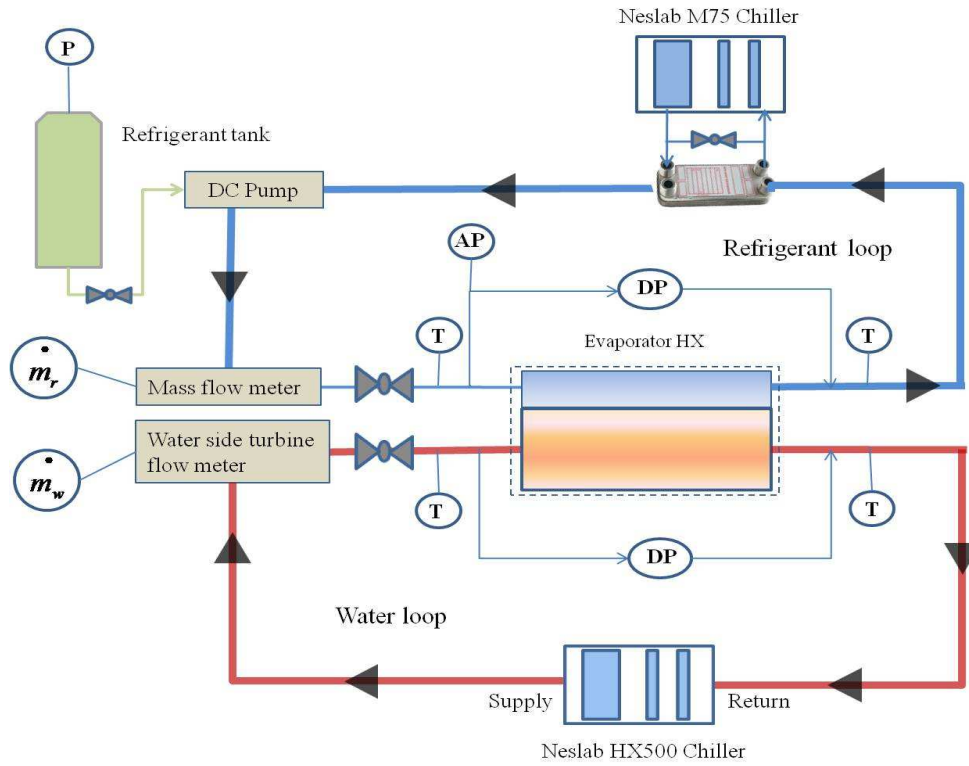 Neslab M75 Chiller
P
Refrigerant tank
DC Pump
AP
Refrigerant loop
DP
T
Evaporator HX
T
ṁr
Mass flow meter
Water side turbine
flow meter
ṁw
T
T
DP
Water loop
Supply
Return
Neslab HX500 Chiller